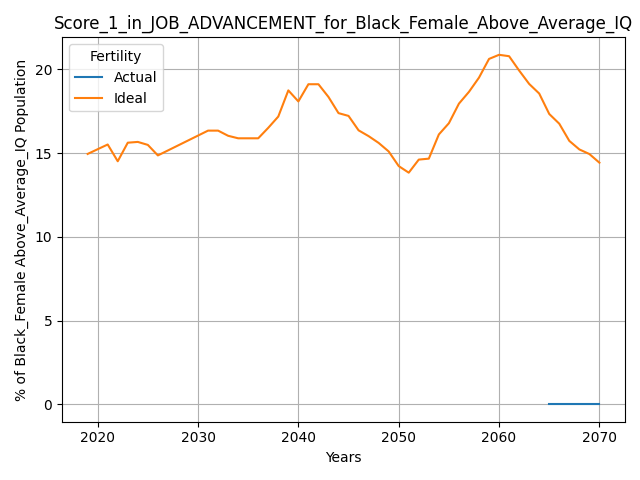 Score_1_in_JOB_ADVANCEMENT_for_Black_Female_Above_Average_IQ
Fertility
Actual
Ideal
% of Black_Female Above_Average_IQ Population
20
15
10
5
0
2020 2030 2040 2050 2060 2070
Years